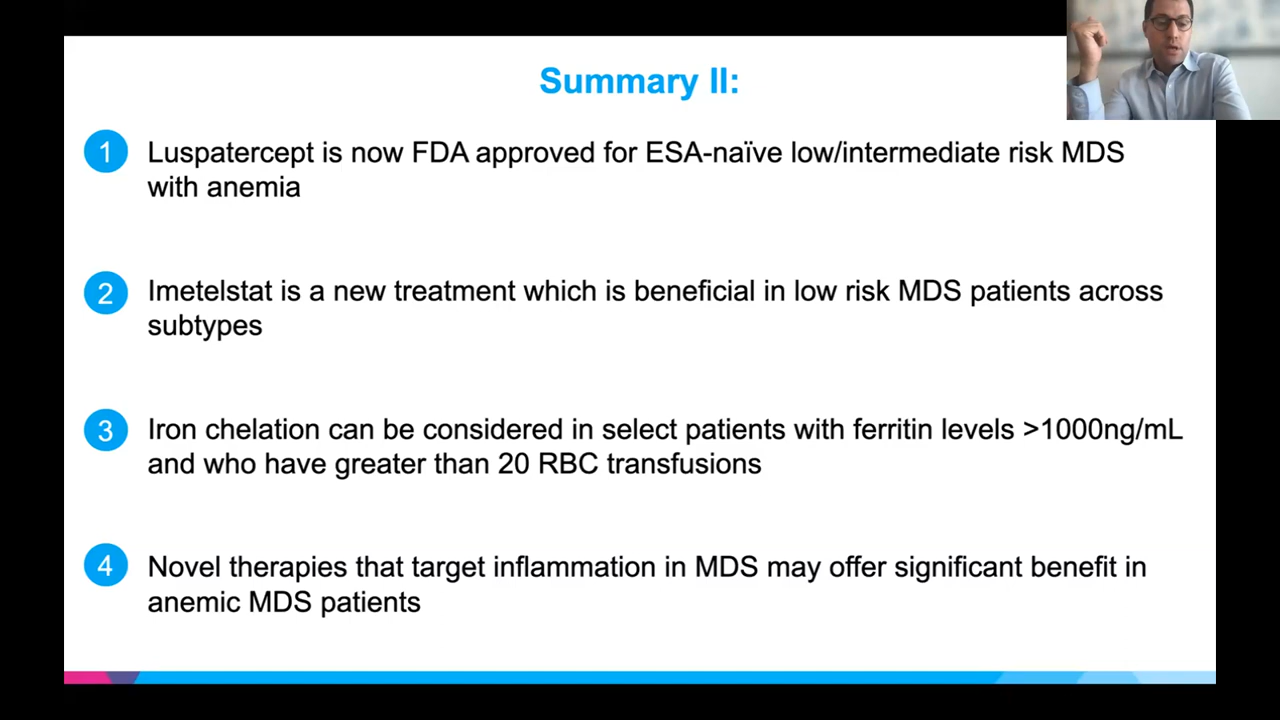 Summary II:
1
Luspatercept is now FDA approved for ESA-naïve low/intermediate risk MDS
with anemia
2
Imetelstat is a new treatment which is beneficial in low risk MDS patients across
subtypes
3
Iron chelation can be considered in select patients with ferritin levels >1000ng/mL
and who have greater than 20 RBC transfusions
4
Novel therapies that target inflammation in MDS may offer significant benefit in
anemic MDS patients